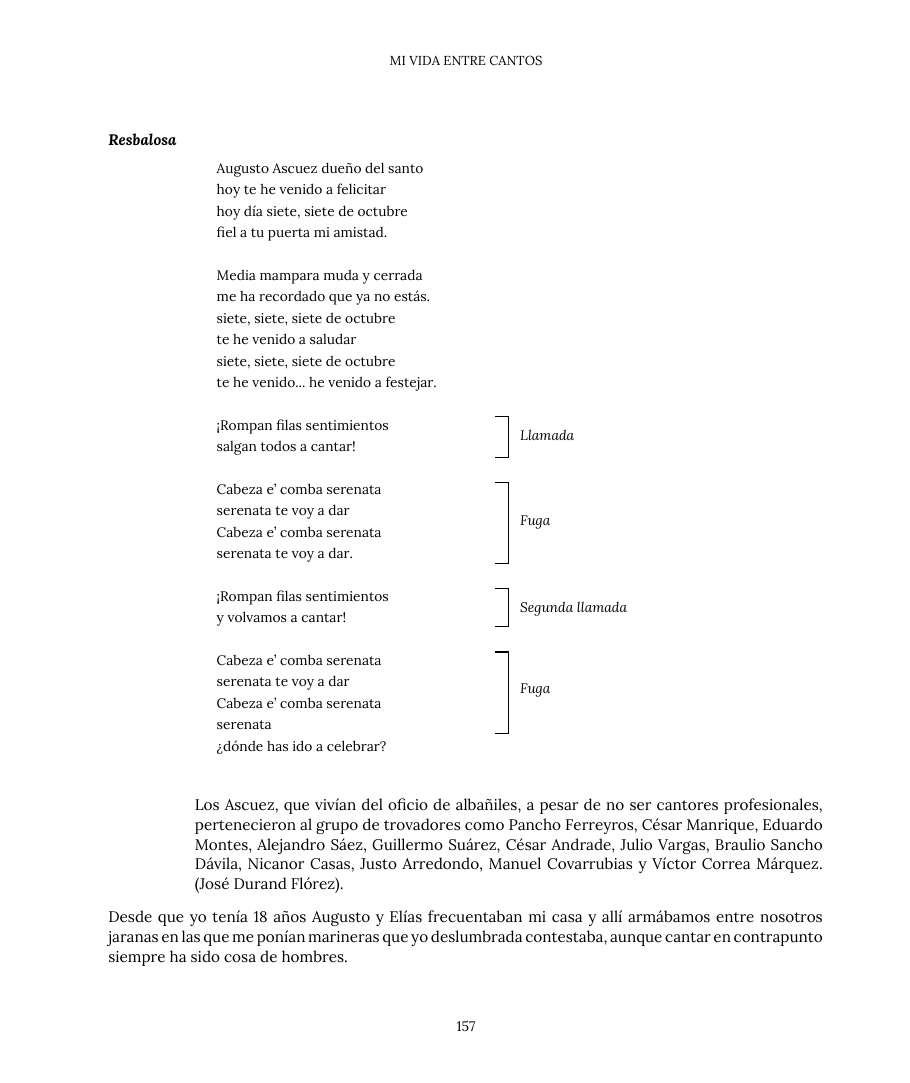 MI VIDA ENTRE CANTOS
Resbalosa
Augusto Ascuez dueño del santo
hoy te he venido a felicitar
hoy día siete, siete de octubre
fiel a tu puerta mi amistad.
Media mampara muda y cerrada
me ha recordado que ya no estás.
siete, siete, siete de octubre
te he venido a saludar
siete, siete, siete de octubre
te he venido... he venido a festejar.
¡Rompan filas sentimientos
salgan todos a cantar!
Llamada
Cabeza e’ comba serenata
serenata te voy a dar
Cabeza e’ comba serenata
serenata te voy a dar.
Fuga
¡Rompan filas sentimientos
y volvamos a cantar!
Segunda llamada
Cabeza e’ comba serenata
serenata te voy a dar
Cabeza e’ comba serenata
serenata
¿dónde has ido a celebrar?
Fuga
Los Ascuez, que vivían del oficio de albañiles, a pesar de no ser cantores profesionales,
pertenecieron al grupo de trovadores como Pancho Ferreyros, César Manrique, Eduardo
Montes, Alejandro Sáez, Guillermo Suárez, César Andrade, Julio Vargas, Braulio Sancho
Dávila, Nicanor Casas, Justo Arredondo, Manuel Covarrubias y Víctor Correa Márquez.
(José Durand Flórez).
Desde que yo tenía 18 años Augusto y Elías frecuentaban mi casa y allí armábamos entre nosotros
jaranas en las que me ponían marineras que yo deslumbrada contestaba, aunque cantar en contrapunto
siempre ha sido cosa de hombres.
157